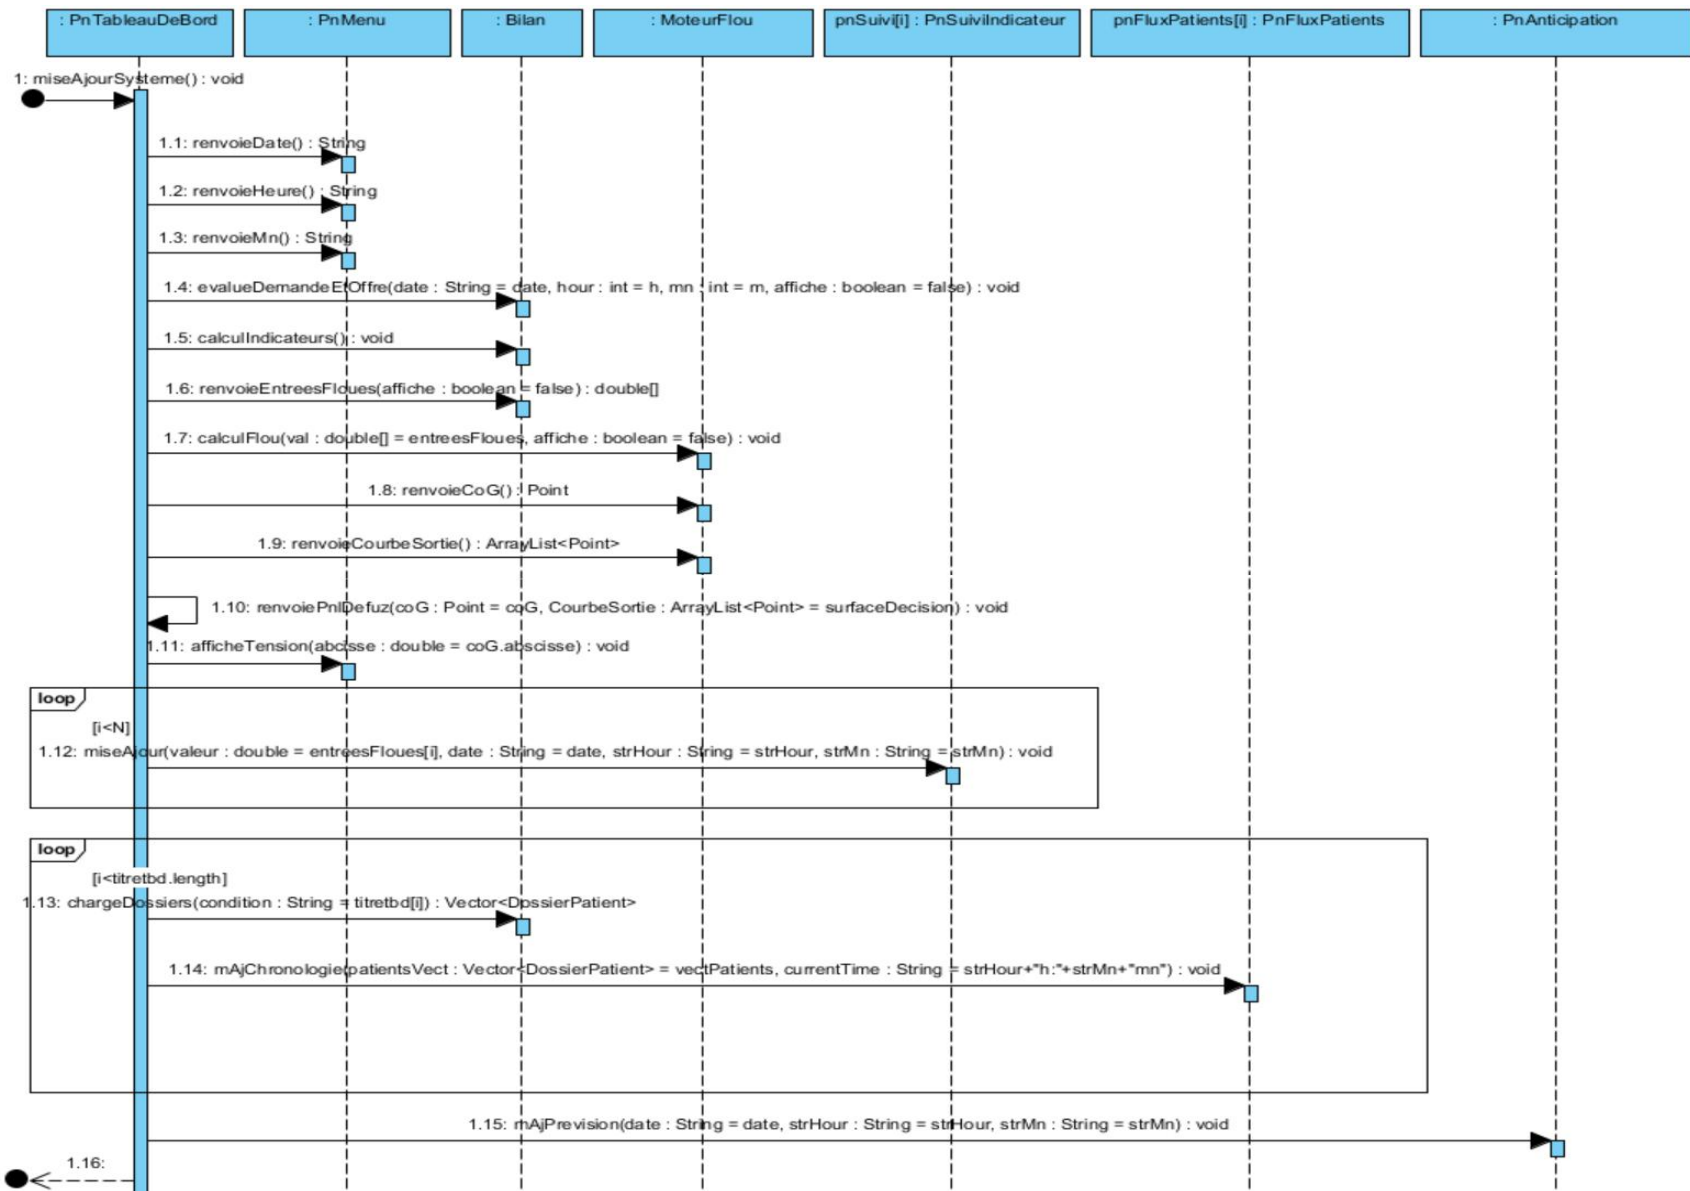 : PnTableauDeBord
: PnMenu
: Bilan
: MoteurFlou
pnSuivi[i] : PnSuiviIndicateur
pnFluxPatients[i] : PnFluxPatients
: PnAnticipation
1: miseAjourSysteme() : void
1.1: renvoieDate() : String
1.2: renvoieHeure() : String
1.3: renvoieMn() : String
1.4: evalueDemandeEtOffre(date : String = date, hour : int = h, mn : int = m, affiche : boolean = false) : void
1.5: calculIndicateurs() : void
1.6: renvoieEntreesFloues(affiche : boolean = false) : double[]
1.7: calculFlou(val : double[] = entreesFloues, affiche : boolean = false) : void
1.8: renvoieCoG() : Point
1.9: renvoieCourbeSortie() : ArrayList<Point>
1.10: renvoiePnlDefuz(coG : Point = coG, CourbeSortie : ArrayList<Point> = surfaceDecision) : void
1.11: afficheTension(abcisse : double = coG.abscisse) : void
loop
[i<N]
1.12: miseAjour(valeur : double = entreesFloues[i], date : String = date, strHour : String = strHour, strMn : String = strMn) : void
loop
[i<titretbd.length]
1.13: chargeDossiers(condition : String = titretbd[i]) : Vector<DossierPatient>
1.14: mAjChronologie(patientsVect : Vector<DossierPatient> = vectPatients, currentTime : String = strHour+"h:"+strMn+"mn") : void
1.15: mAjPrevision(date : String = date, strHour : String = strHour, strMn : String = strMn) : void
1.16: